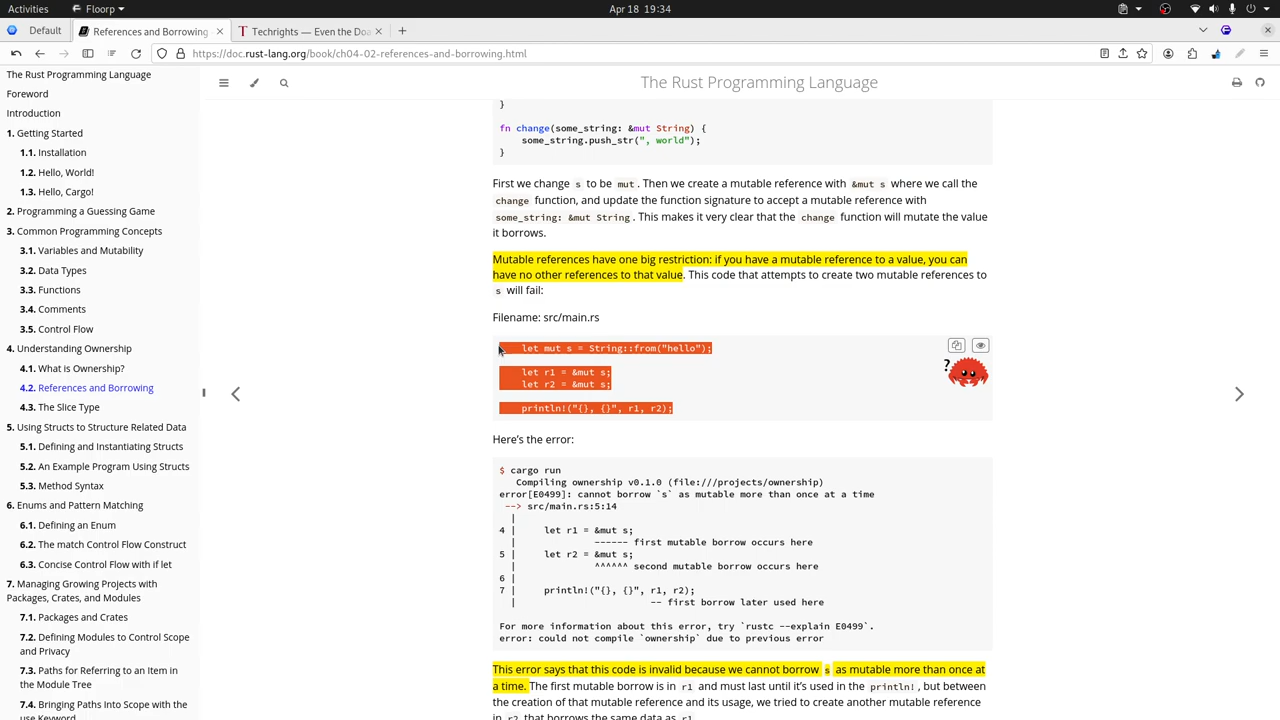 Activities
Floorp
Apr 18 19:34
Default
References and Borrowing
Techrights — Even the Doa
https://doc.rust-lang.org/book/ch04-02-references-and-borrowing.html
The Rust Programming Language
Foreword
Introduction
1. Getting Started
1.1. Installation
1.2. Hello, World!
1.3. Hello, Cargo!
2. Programming a Guessing Game
3. Common Programming Concepts
3.1. Variables and Mutability
3.2. Data Types
3.3. Functions
3.4. Comments
3.5. Control Flow
4. Understanding Ownership
4.1. What is Ownership?
4.2. References and Borrowing
4.3. The Slice Type
5. Using Structs to Structure Related Data
5.1. Defining and Instantiating Structs
5.2. An Example Program Using Structs
5.3. Method Syntax
6. Enums and Pattern Matching
6.1. Defining an Enum
6.2. The match Control Flow Construct
6.3. Concise Control Flow with if let
7. Managing Growing Projects with
Packages, Crates, and Modules
7.1. Packages and Crates
7.2. Defining Modules to Control Scope
and Privacy
7.3. Paths for Referring to an Item in
the Module Tree
7.4. Bringing Paths Into Scope with the
use Keyword
The Rust Programming Language
}
fn change(some_string: &mut String) {
    some_string.push_str(", world");
}
First we change s to be mut. Then we create a mutable reference with &mut s where we call the
change function, and update the function signature to accept a mutable reference with
some_string: &mut String. This makes it very clear that the change function will mutate the value
it borrows.
Mutable references have one big restriction: if you have a mutable reference to a value, you can
have no other references to that value. This code that attempts to create two mutable references to
s will fail:
Filename: src/main.rs
    let mut s = String::from("hello");
    let r1 = &mut s;
    let r2 = &mut s;
    println!("{}, {}", r1, r2);
?
Here’s the error:
$ cargo run
   Compiling ownership v0.1.0 (file:///projects/ownership)
error[E0499]: cannot borrow `s` as mutable more than once at a time
 --> src/main.rs:5:14
  |
4 |     let r1 = &mut s;
  |              ------ first mutable borrow occurs here
5 |     let r2 = &mut s;
  |              ^^^^^^ second mutable borrow occurs here
6 |
7 |     println!("{}, {}", r1, r2);
  |                        -- first borrow later used here
For more information about this error, try `rustc --explain E0499`.
error: could not compile `ownership` due to previous error
This error says that this code is invalid because we cannot borrow s as mutable more than once at
a time. The first mutable borrow is in r1 and must last until it’s used in the println!, but between
the creation of that mutable reference and its usage, we tried to create another mutable reference
in r2 that borrows the same data as r1.